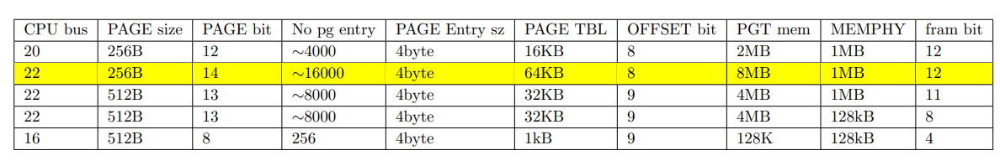 CPU bus PAGE size PAGE bit No pg entry PAGE Entry sz PAGE TBL OFFSET bit PGT mem MEMPHY fram bit
20 256B 12 ~4000 4byte 16KB 8 2MB 1MB 12
22 256B 14 ~16000 4byte 64KB 8 8MB 1MB 12
22 512B 13 ~8000 4byte 32KB 9 4MB 1MB 11
22 512B 13 ~8000 4byte 32KB 9 4MB 128kB 8
16 512B 8 256 4byte 1kB 9 128K 128kB 4